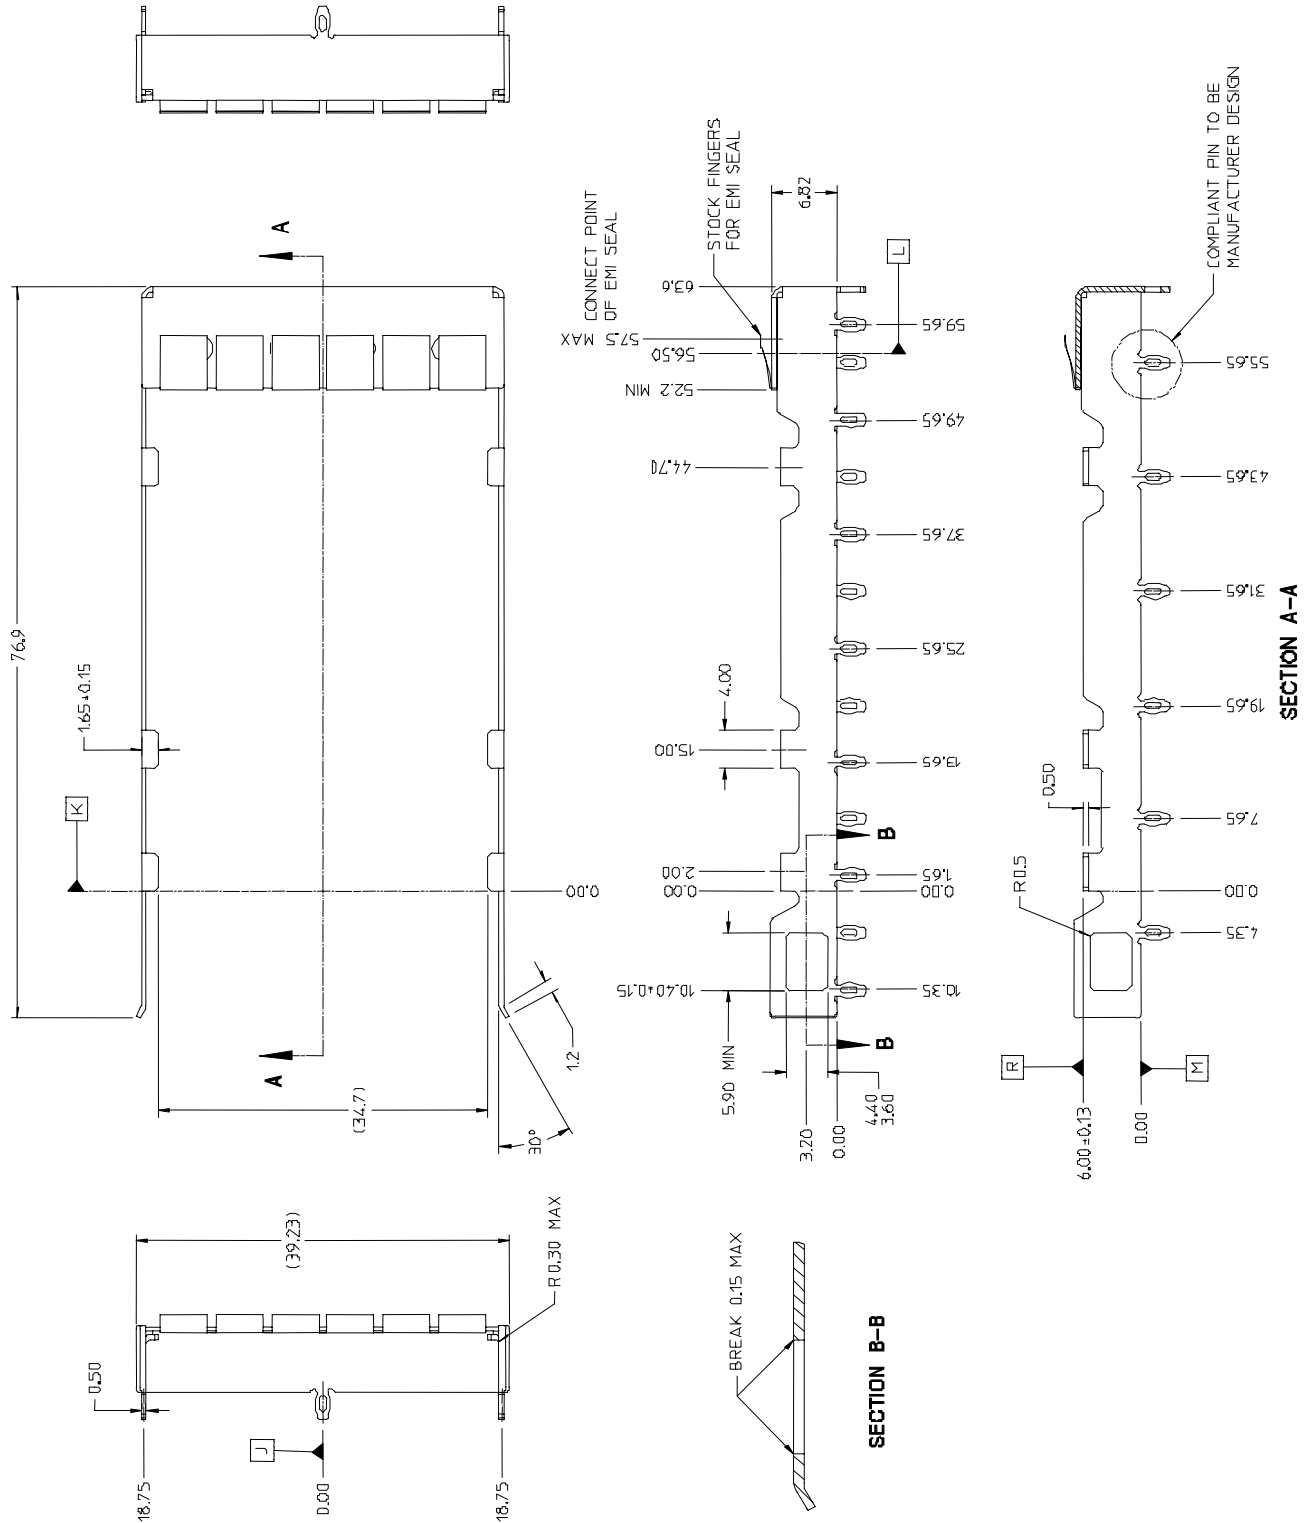 76.9
1.65±0.15
K
A
A
0.00
(34.7)
30°
1.2
(39.23)
R 0.30 MAX
0.50
J
18.75
0.00
18.75
CONNECT POINT
OF EMI SEAL
STOCK FINGERS
FOR EMI SEAL
6.82
63.6
57.5 MAX
56.50
52.2 MIN
44.70
4.00
15.00
2.00
0.00
10.40±0.15
5.90 MIN
3.20
0.00
4.40
3.60
L
59.65
49.65
37.65
25.65
13.65
1.65
0.00
10.35
B
B
BREAK 0.15 MAX
SECTION B-B
COMPLIANT PIN TO BE
MANUFACTURER DESIGN
55.65
43.65
31.65
19.65
7.65
0.00
4.35
0.50
R 0.5
R
M
6.00±0.13
0.00
SECTION A-A